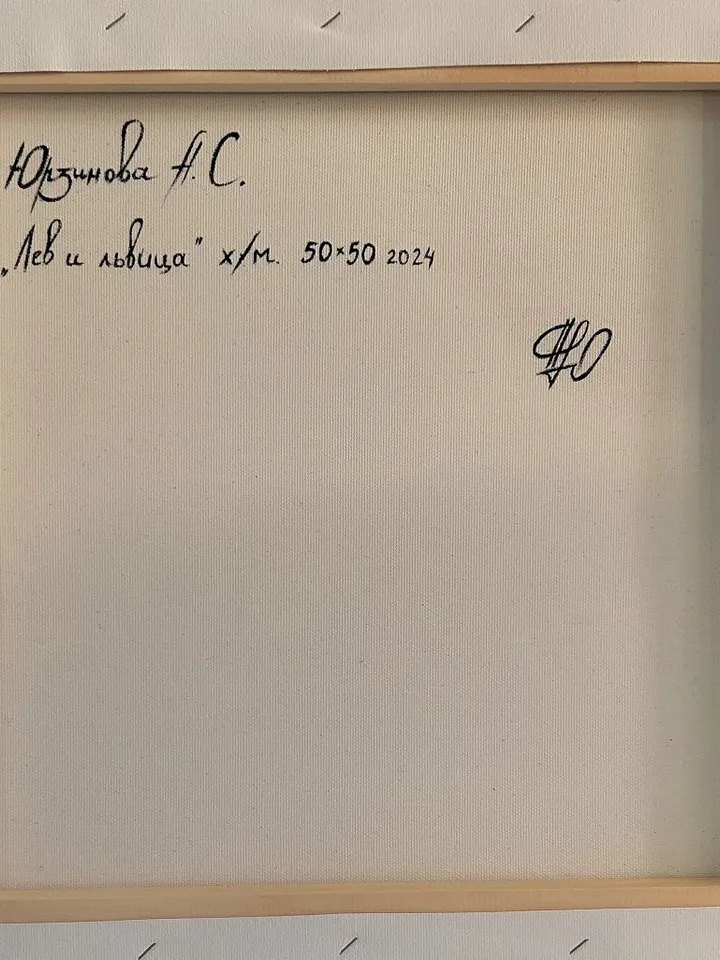 Юрзинова А. С.
„Лев и львица" х/м. 50×50 2024